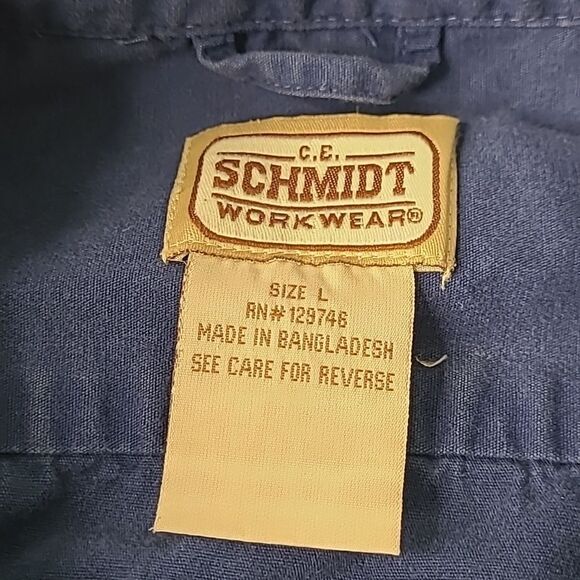 C.E.
SCHMIDT
WORKWEAR®
SIZE L
RN# 129746
MADE IN BANGLADESH
SEE CARE FOR REVERSE